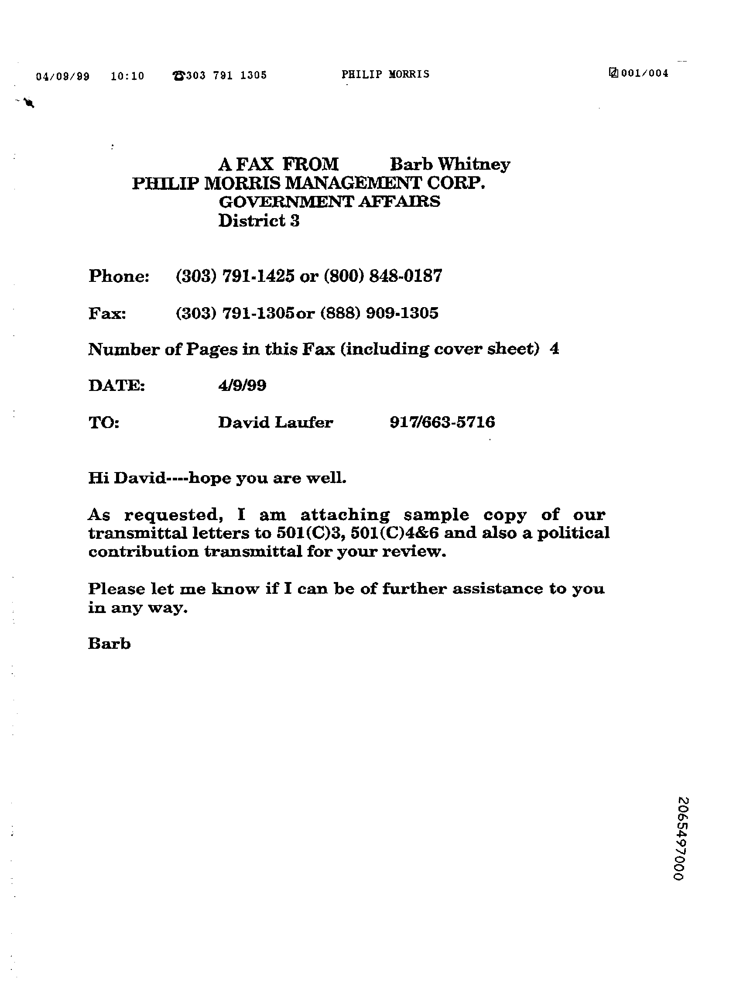 04/09/99 10:10 ☎303 791 1305 PHILIP MORRIS 001/004
A FAX FROM Barb Whitney
PHILIP MORRIS MANAGEMENT CORP.
GOVERNMENT AFFAIRS
District 3
Phone: (303) 791-1425 or (800) 848-0187
Fax: (303) 791-1305or (888) 909-1305
Number of Pages in this Fax (including cover sheet) 4
DATE: 4/9/99
TO: David Laufer 917/663-5716
Hi David----hope you are well.
As requested, I am attaching sample copy of our
transmittal letters to 501(C)3, 501(C)4&6 and also a political
contribution transmittal for your review.
Please let me know if I can be of further assistance to you
in any way.
Barb
2065497000